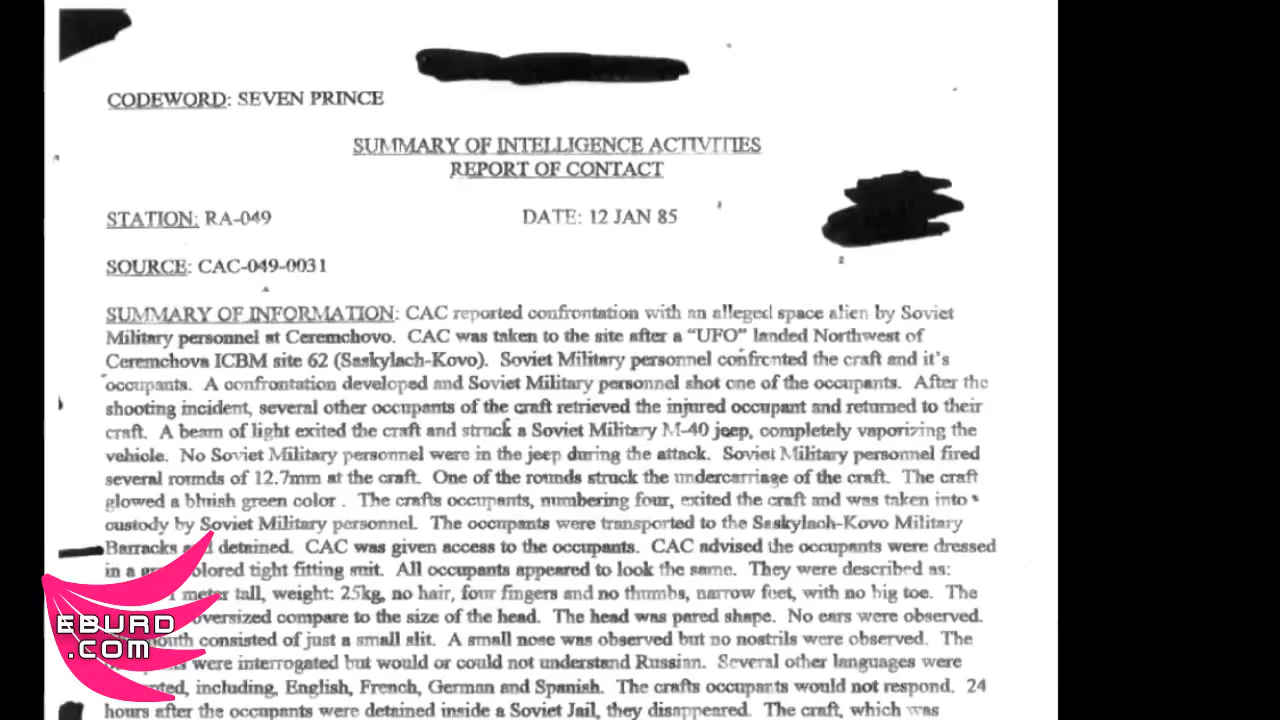 CODEWORD: SEVEN PRINCE
SUMMARY OF INTELLIGENCE ACTIVITIES
REPORT OF CONTACT
STATION: RA-049 DATE: 12 JAN 85
SOURCE: CAC-049-0031
SUMMARY OF INFORMATION: CAC reported confrontation with an alleged space alien by Soviet
Military personnel at Ceremchovo. CAC was taken to the site after a "UFO" landed Northwest of
Ceremchova ICBM site 62 (Saskylach-Kovo). Soviet Military personnel confronted the craft and it's
occupants. A confrontation developed and Soviet Military personnel shot one of the occupants. After the
shooting incident, several other occupants of the craft retrieved the injured occupant and returned to their
craft. A beam of light exited the craft and struck a Soviet Military M-40 jeep, completely vaporizing the
vehicle. No Soviet Military personnel were in the jeep during the attack. Soviet Military personnel fired
several rounds of 12.7mm at the craft. One of the rounds struck the undercarriage of the craft. The craft
glowed a bluish green color . The crafts occupants, numbering four, exited the craft and was taken into
custody by Soviet Military personnel. The occupants were transported to the Saskylach-Kovo Military
Barracks detained. CAC was given access to the occupants. CAC advised the occupants were dressed
in a colored tight fitting suit. All occupants appeared to look the same. They were described as:
1 meter tall, weight: 25kg, no hair, four fingers and no thumbs, narrow feet, with no big toe. The
oversized compare to the size of the head. The head was pared shape. No ears were observed.
mouth consisted of just a small slit. A small nose was observed but no nostrils were observed. The
were interrogated but would or could not understand Russian. Several other languages were
including, English, French, German and Spanish. The crafts occupants would not respond. 24
hours after the occupants were detained inside a Soviet Jail, they disappeared. The craft, which was
EBURD
.COM